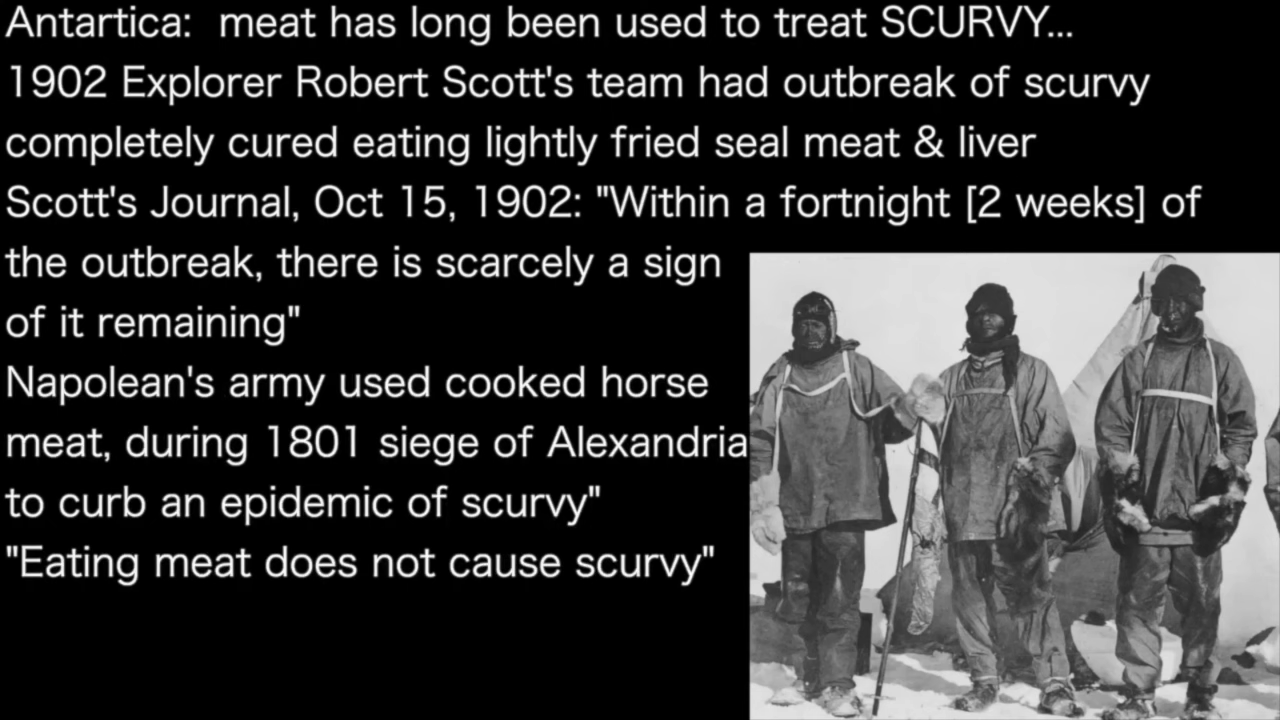 Antartica:  meat has long been used to treat SCURVY...
1902 Explorer Robert Scott's team had outbreak of scurvy
completely cured eating lightly fried seal meat & liver
Scott's Journal, Oct 15, 1902: "Within a fortnight [2 weeks] of
the outbreak, there is scarcely a sign
of it remaining"
Napolean's army used cooked horse
meat, during 1801 siege of Alexandria
to curb an epidemic of scurvy"
"Eating meat does not cause scurvy"